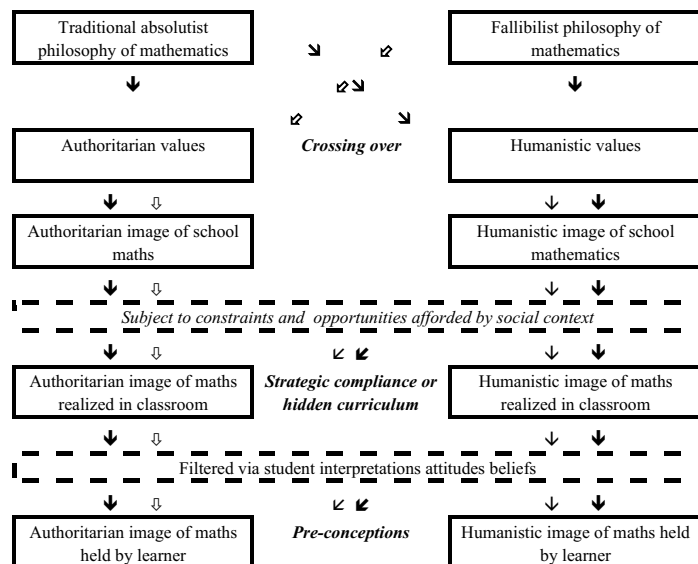 Traditional absolutist
philosophy of mathematics
Fallibilist philosophy of
mathematics
Authoritarian values
Crossing over
Humanistic values
Authoritarian image of school
maths
Humanistic image of school
mathematics
Subject to constraints and opportunities afforded by social context
Authoritarian image of maths
realized in classroom
Strategic compliance or
hidden curriculum
Humanistic image of maths
realized in classroom
Filtered via student interpretations attitudes beliefs
Authoritarian image of maths
held by learner
Pre-conceptions
Humanistic image of maths held
by learner